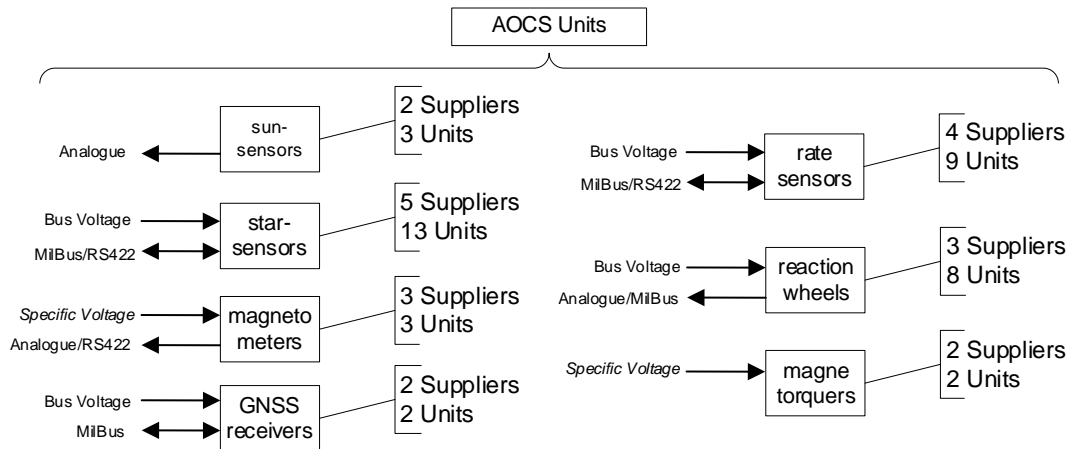 AOCS Units
Analogue
sun-
sensors
2 Suppliers
3 Units
Bus Voltage
MilBus/RS422
star-
sensors
5 Suppliers
13 Units
Specific Voltage
Analogue/RS422
magneto
meters
3 Suppliers
3 Units
Bus Voltage
MilBus
GNSS
receivers
2 Suppliers
2 Units
Bus Voltage
MilBus/RS422
rate
sensors
4 Suppliers
9 Units
Bus Voltage
Analogue/MilBus
reaction
wheels
3 Suppliers
8 Units
Specific Voltage
magne
torquers
2 Suppliers
2 Units